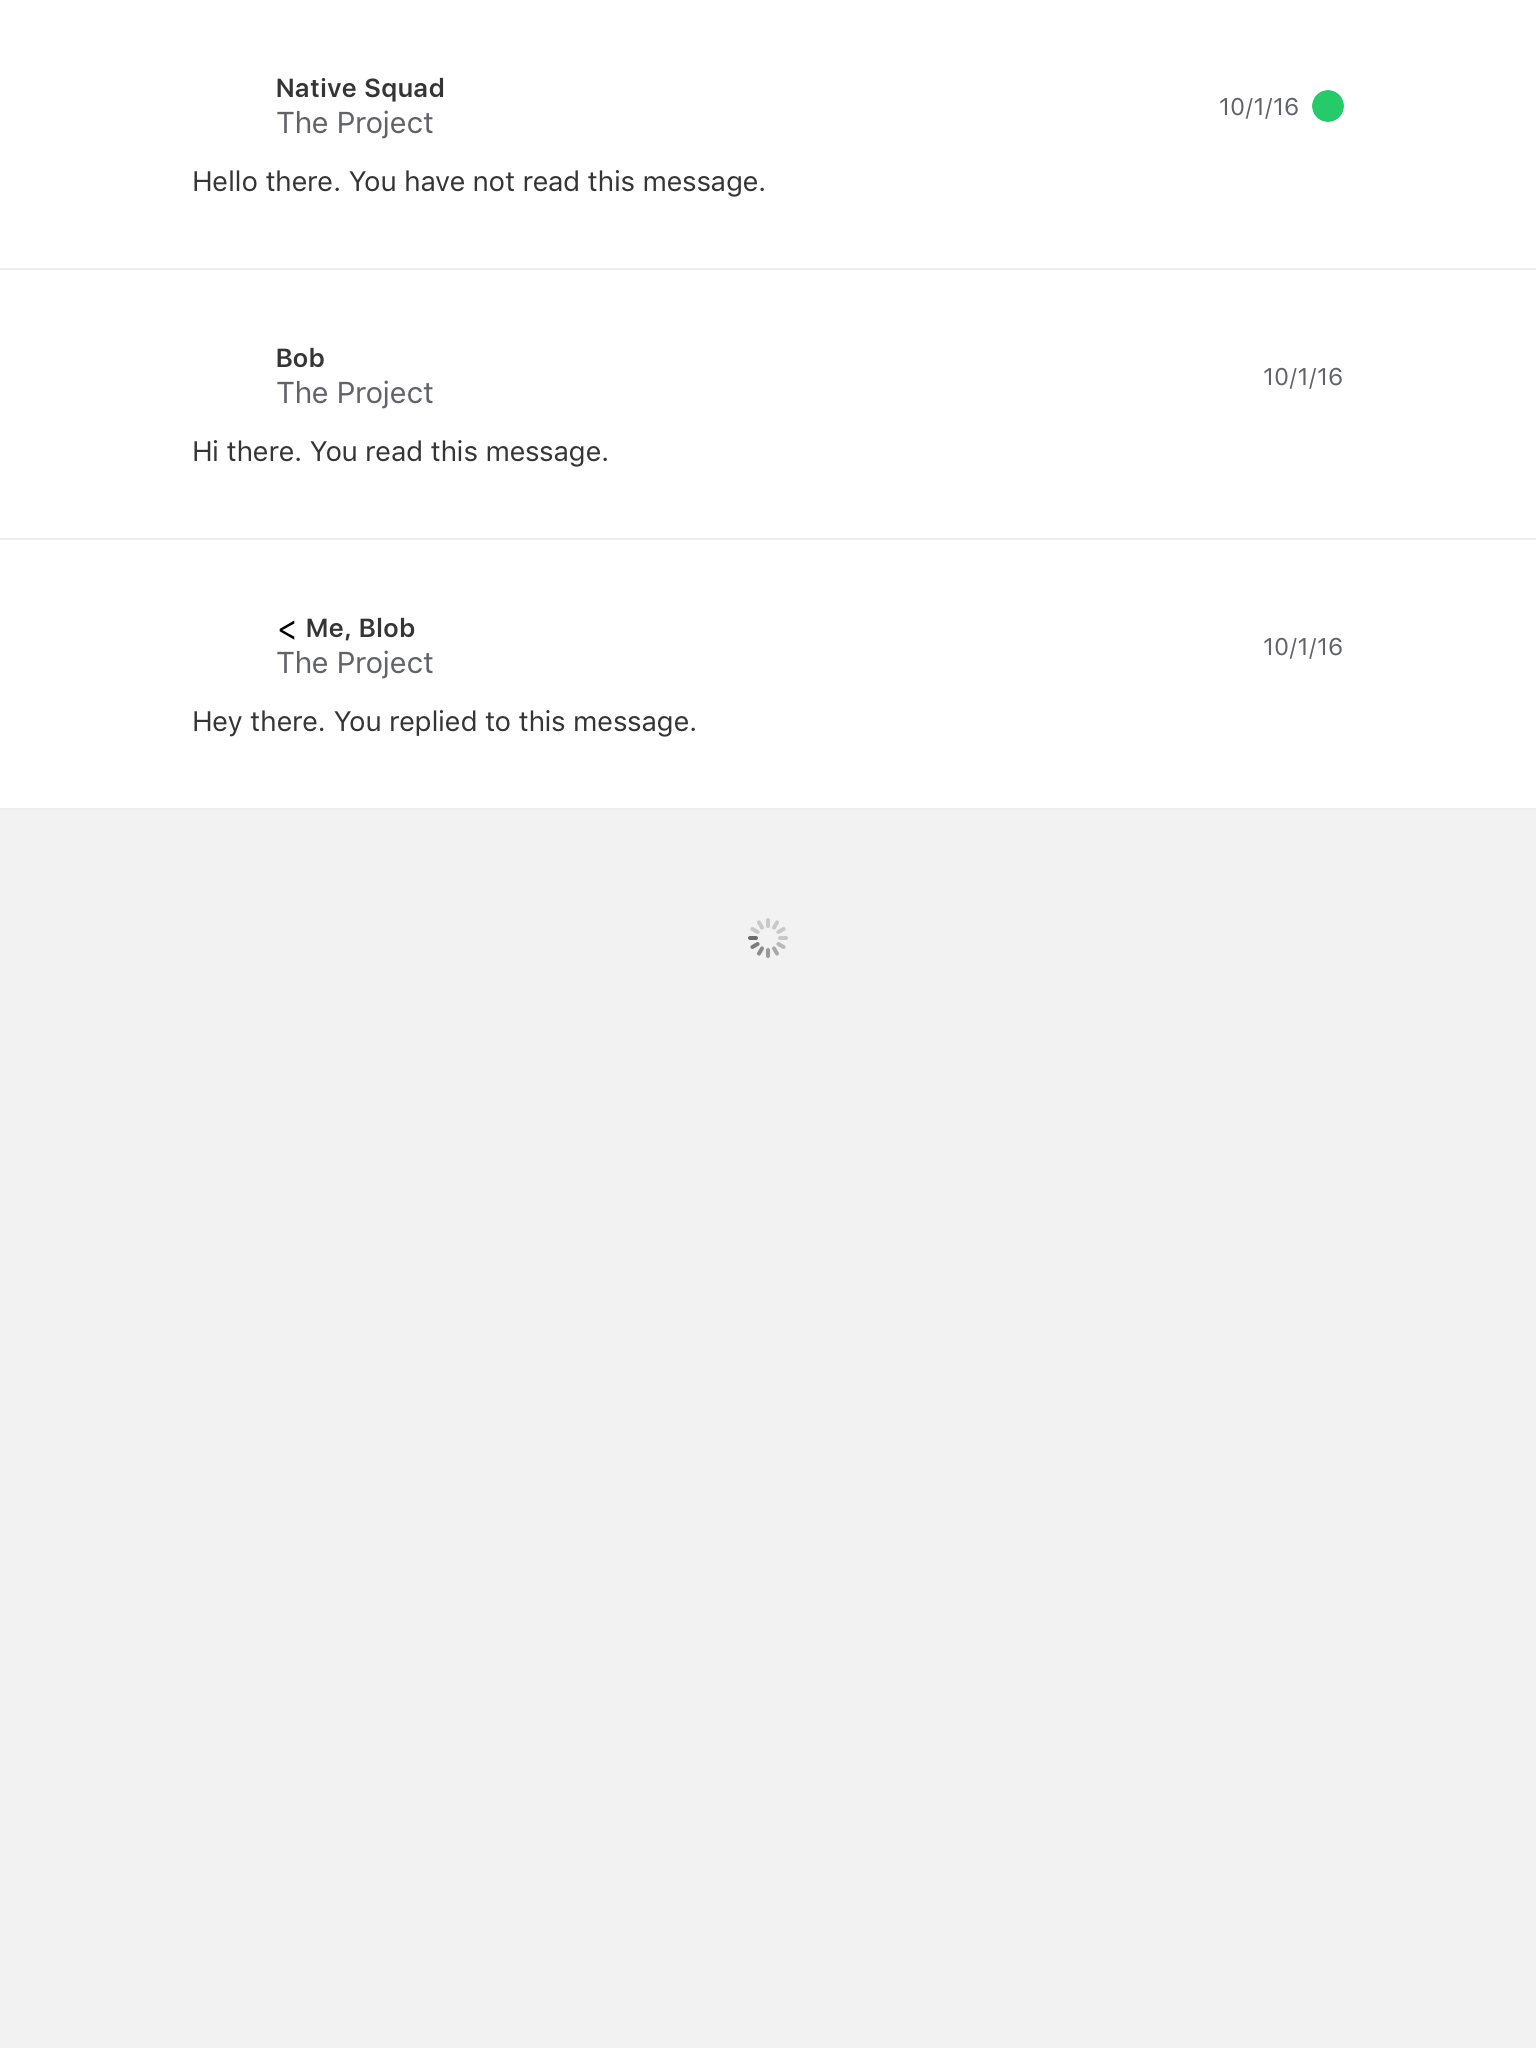 Native Squad
The Project
10/1/16
Hello there. You have not read this message.
Bob
The Project
10/1/16
Hi there. You read this message.
< Me, Blob
The Project
10/1/16
Hey there. You replied to this message.